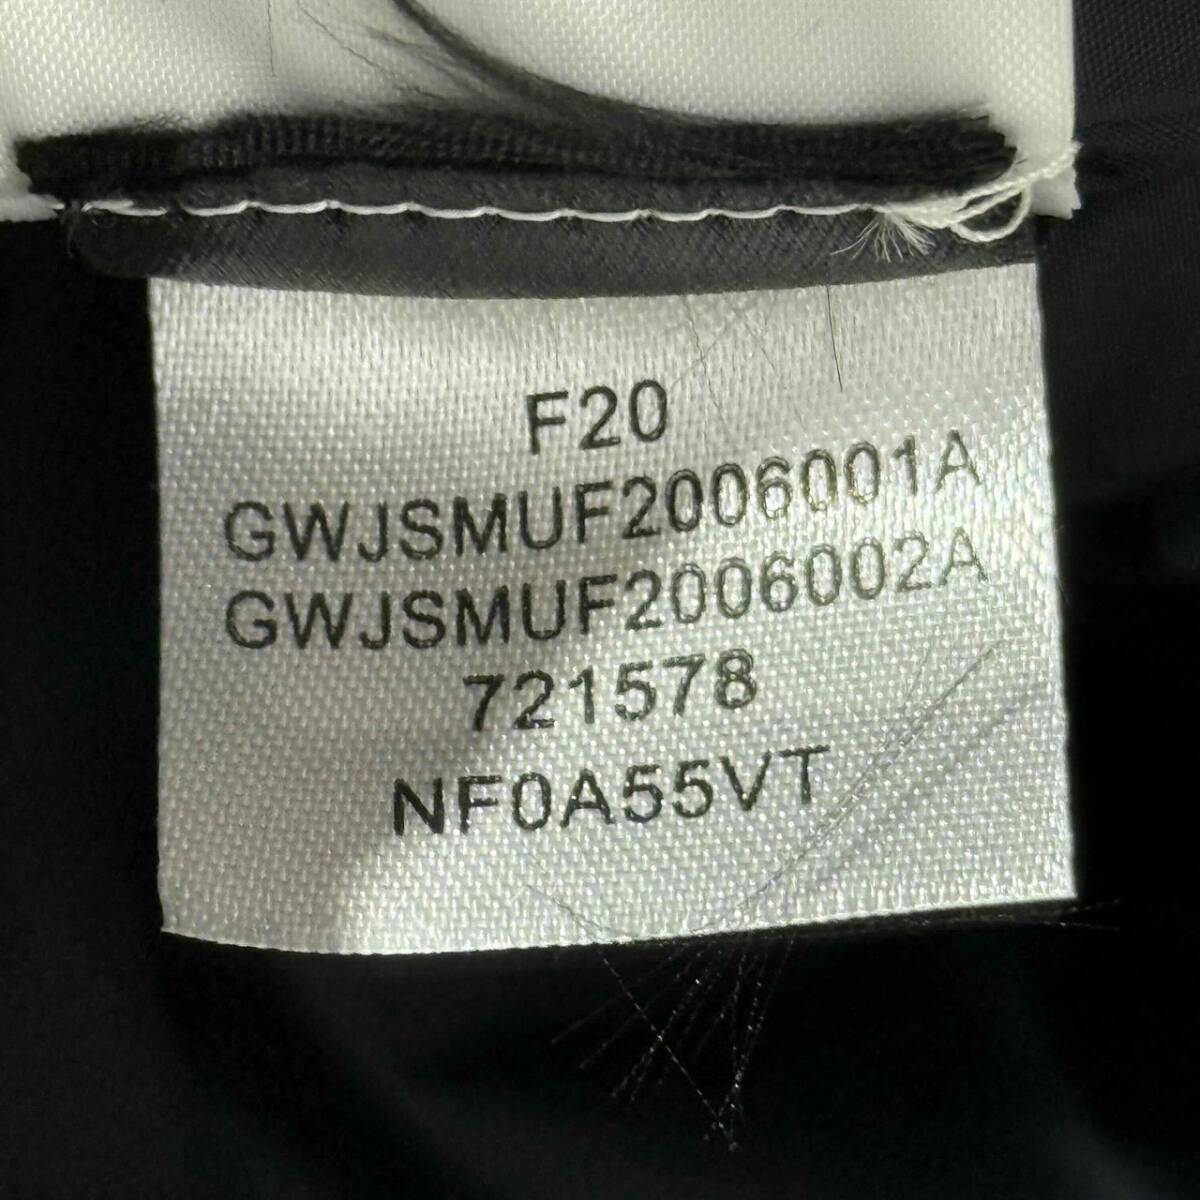 F20
GWJSMUF2006001A
GWJSMUF2006002A
721578
NF0A55VT